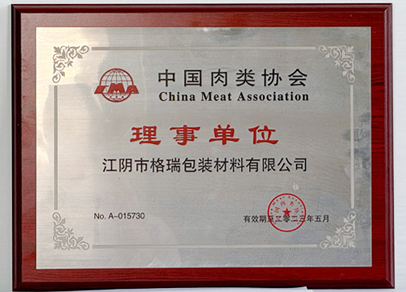 CMA
中国肉类协会
China Meat Association
理事单位
江阴市格瑞包装材料有限公司
No. A-015730
有效期至二〇二三年五月